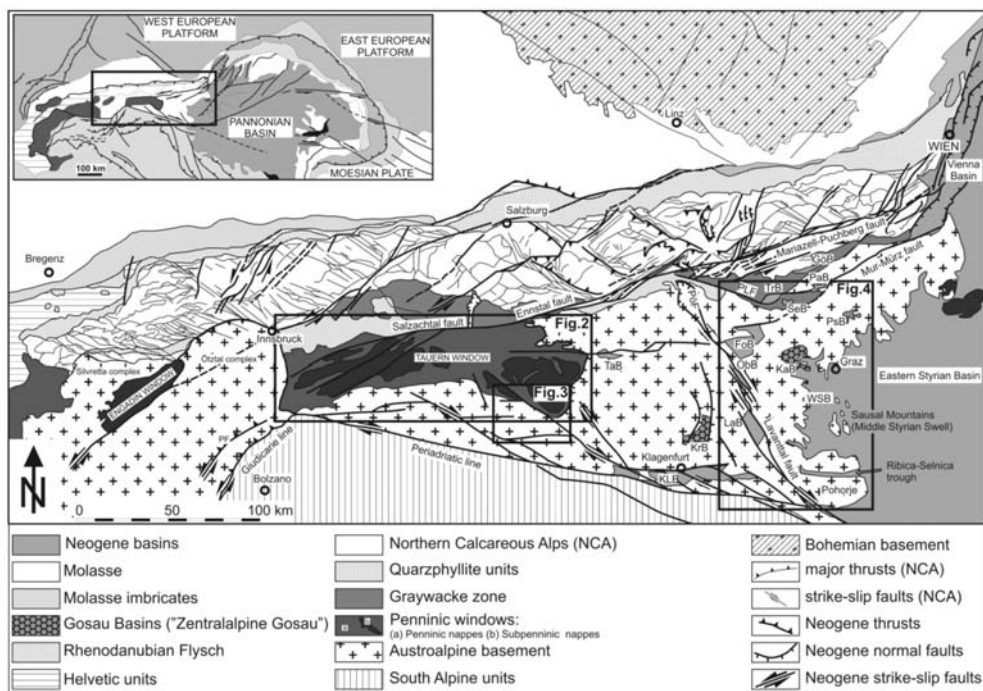 WEST EUROPEAN
PLATFORM
EAST EUROPEAN
PLATFORM
PANNONIAN
BASIN
MOESIAN PLATE
100 km
Linz
WIEN
Vienna
Basin
Salzburg
Bregenz
Mariazell-Puchberg fault
GöB
PaB
Mur-Mürz fault
TrB
PLF
Fig.4
SeB
PsB
PöF
Ennstal fault
Fig.2
Salzachtal fault
Innsbruck
Ötztal complex
Silvretta complex
TAUERN WINDOW
ENGADIN WINDOW
FoB
TaB
ObB
KaB
Graz
Eastern Styrian Basin
Fig.3
WSB
Sausal Mountains
(Middle Styrian Swell)
LaB
KrB
Lavanttal fault
PF
Giudicarie line
Periadriatic line
Klagenfurt
KLB
Ribica-Selnica
trough
Pohorje
Bolzano
N
0 50 100 km
Neogene basins
Molasse
Molasse imbricates
Gosau Basins ("Zentralalpine Gosau")
Rhenodanubian Flysch
Helvetic units
Northern Calcareous Alps (NCA)
Quarzphyllite units
Graywacke zone
Penninic windows:
(a) Penninic nappes (b) Subpenninic nappes
Austroalpine basement
South Alpine units
Bohemian basement
major thrusts (NCA)
strike-slip faults (NCA)
Neogene thrusts
Neogene normal faults
Neogene strike-slip faults